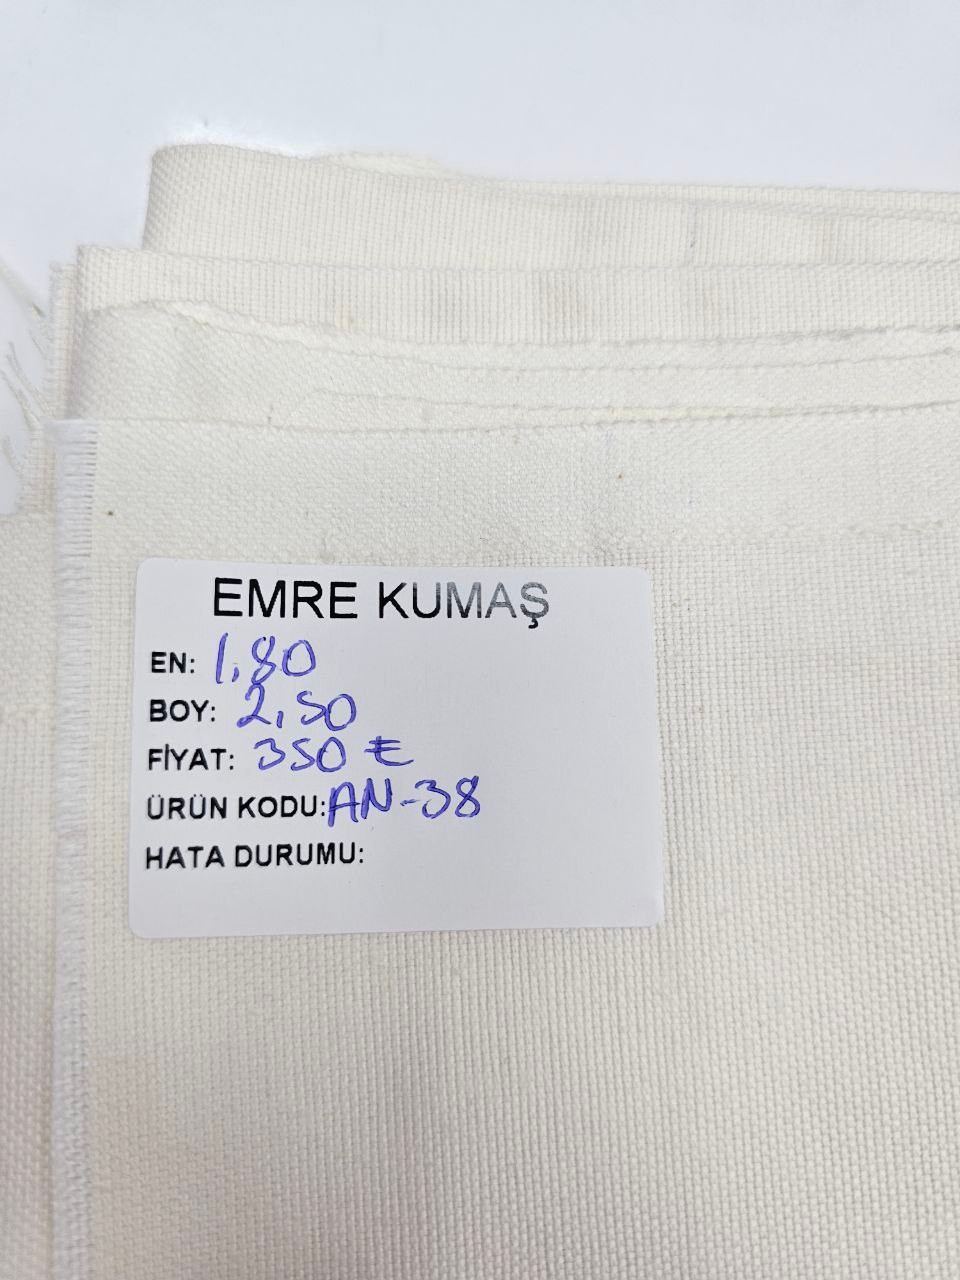 EMRE KUMAŞ
EN: 1,80
BOY: 2,50
FİYAT: 350 ₺
ÜRÜN KODU: AN-38
HATA DURUMU: